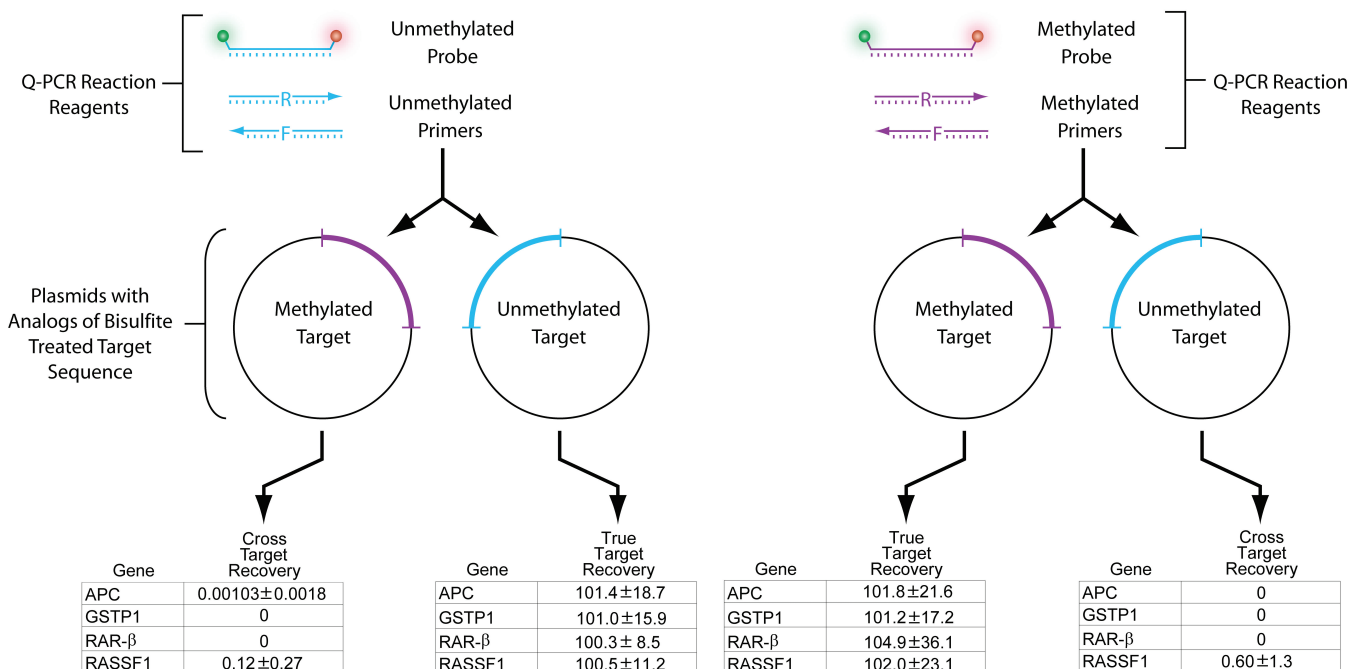 Q-PCR Reaction
Reagents
Unmethylated
Probe
R
Unmethylated
Primers
F
Methylated
Probe
R
Methylated
Primers
F
Q-PCR Reaction
Reagents
Plasmids with
Analogs of Bisulfite
Treated Target
Sequence
Methylated
Target
Unmethylated
Target
Methylated
Target
Unmethylated
Target
Cross
Target
Gene Recovery
APC 0.00103±0.0018
GSTP1 0
RAR-β 0
RASSF1 0.12±0.27
True
Target
Gene Recovery
APC 101.4±18.7
GSTP1 101.0±15.9
RAR-β 100.3± 8.5
RASSF1 100.5±11.2
True
Target
Gene Recovery
APC 101.8±21.6
GSTP1 101.2±17.2
RAR-β 104.9±36.1
RASSF1 102.0±23.1
Cross
Target
Gene Recovery
APC 0
GSTP1 0
RAR-β 0
RASSF1 0.60±1.3